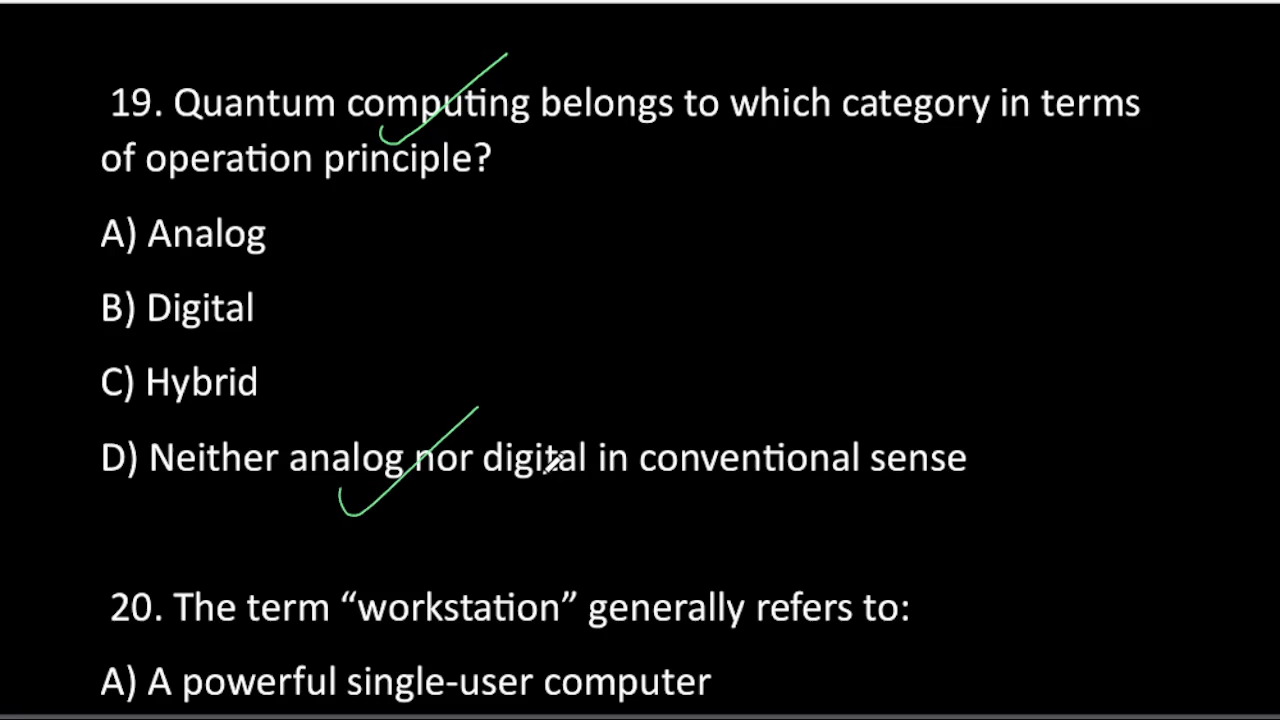 19. Quantum computing belongs to which category in terms
of operation principle?
A) Analog
B) Digital
C) Hybrid
D) Neither analog nor digital in conventional sense
20. The term “workstation” generally refers to:
A) A powerful single-user computer